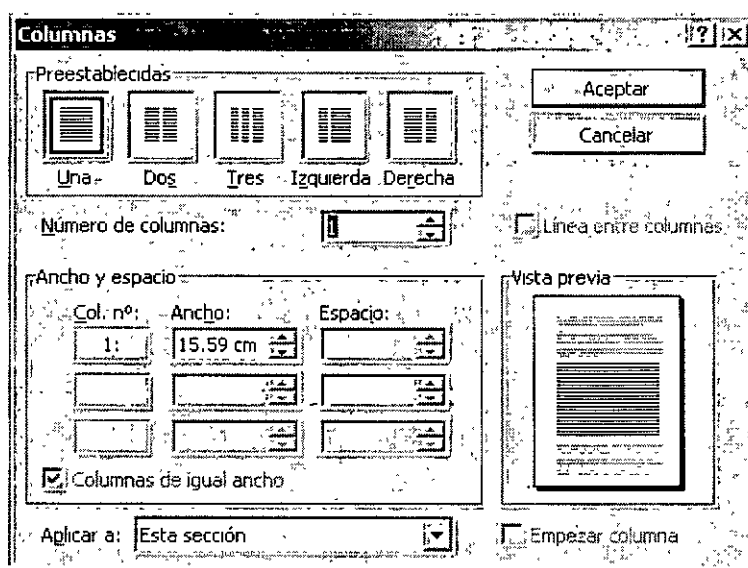 Columnas
Preestablecidas
Aceptar
Cancelar
Una Dos Tres Izquierda Derecha
Número de columnas: 1
Línea entre columnas
Ancho y espacio
Vista previa
Col. nº: Ancho: Espacio:
1: 15.59 cm
Columnas de igual ancho
Aplicar a: Esta sección
Empezar columna